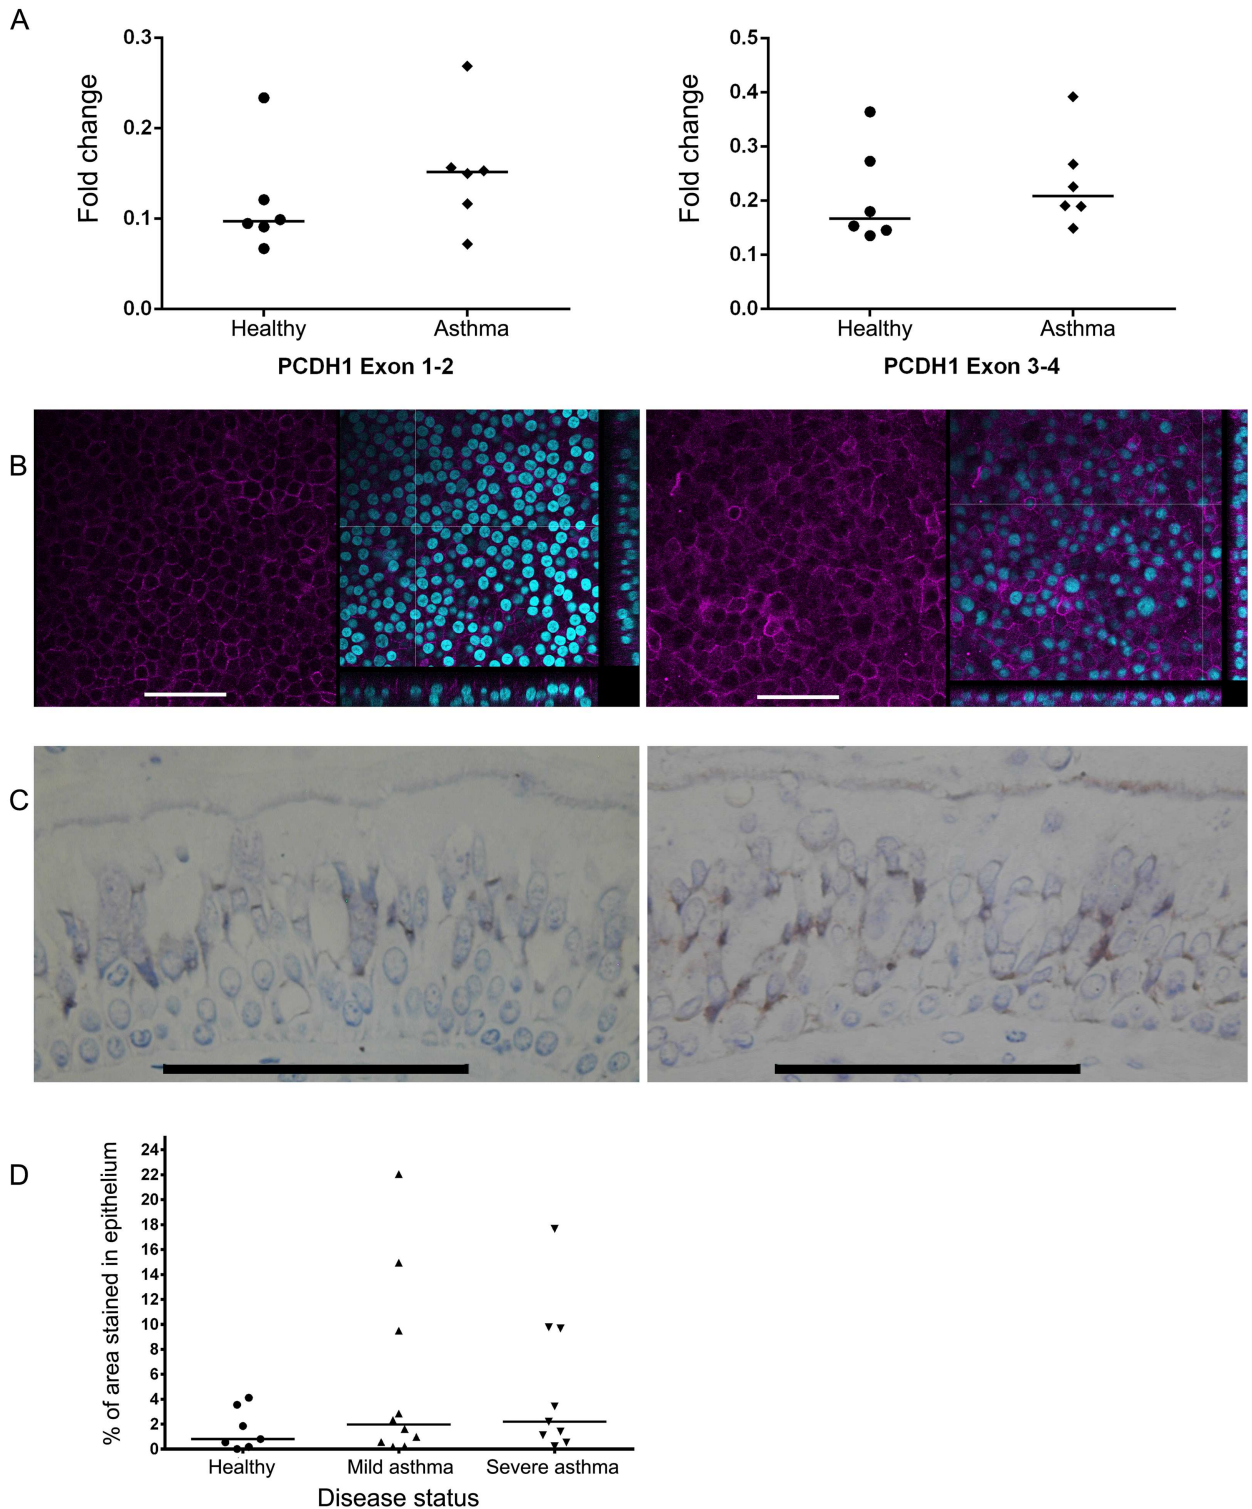 A
0.3
0.2
0.1
0.0
Fold change
Healthy
Asthma
PCDH1 Exon 1-2
0.5
0.4
0.3
0.2
0.1
0.0
Fold change
Healthy
Asthma
PCDH1 Exon 3-4
B
C
D
24
22
20
18
16
14
12
10
8
6
4
2
0
% of area stained in epithelium
Healthy
Mild asthma
Severe asthma
Disease status